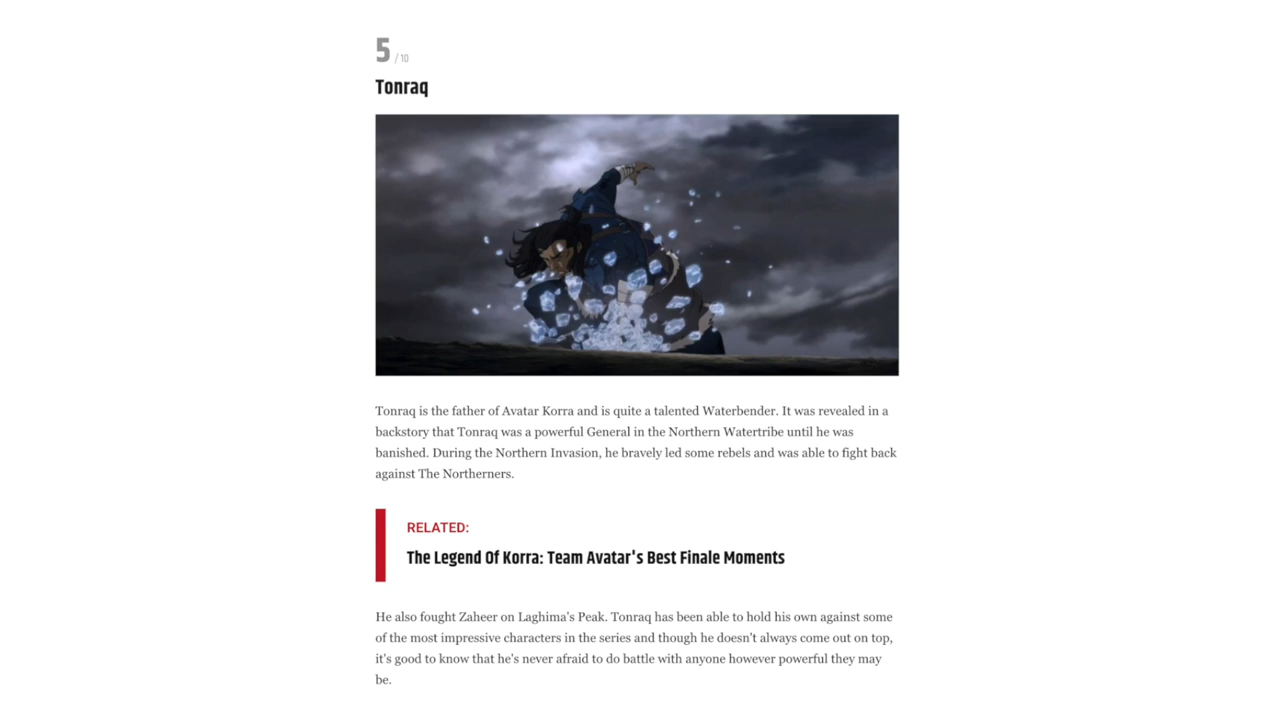 5 / 10
Tonraq
Tonraq is the father of Avatar Korra and is quite a talented Waterbender. It was revealed in a
backstory that Tonraq was a powerful General in the Northern Watertribe until he was
banished. During the Northern Invasion, he bravely led some rebels and was able to fight back
against The Northerners.
RELATED:
The Legend Of Korra: Team Avatar's Best Finale Moments
He also fought Zaheer on Laghima's Peak. Tonraq has been able to hold his own against some
of the most impressive characters in the series and though he doesn't always come out on top,
it's good to know that he's never afraid to do battle with anyone however powerful they may
be.